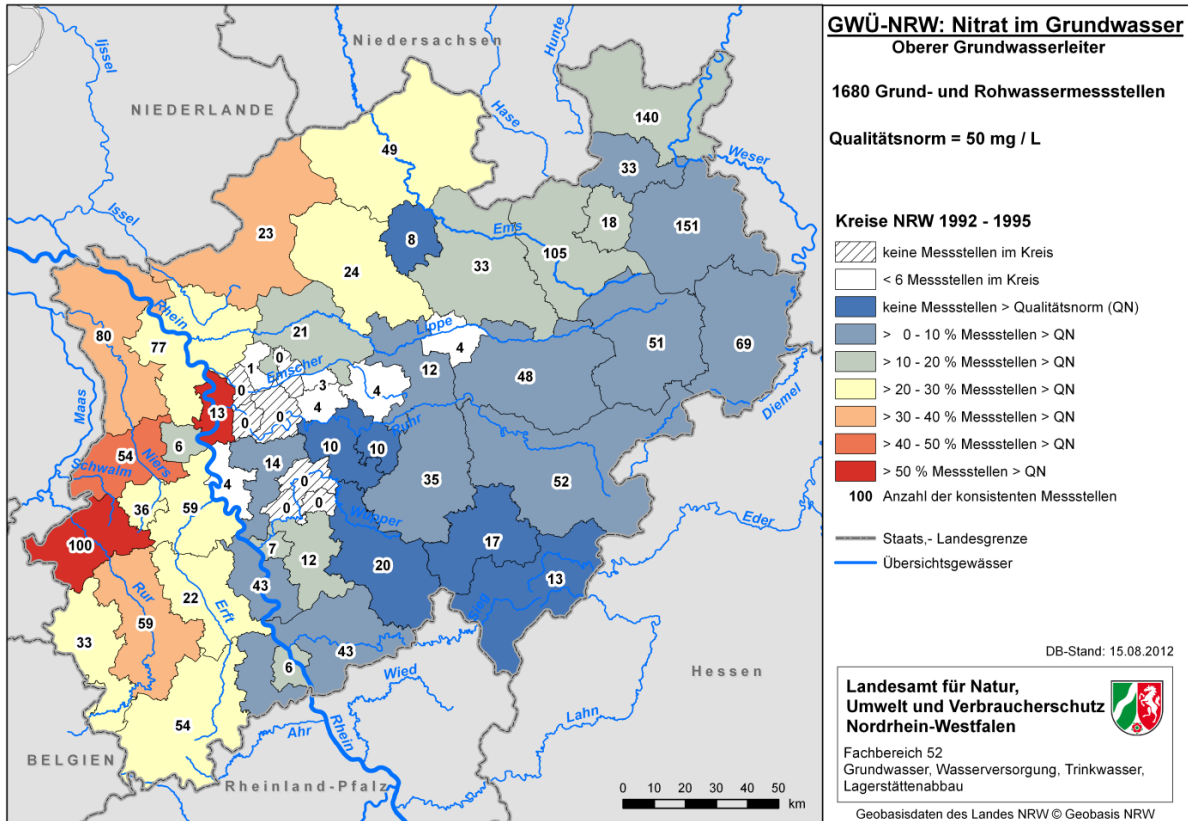 GWÜ-NRW: Nitrat im Grundwasser
Oberer Grundwasserleiter
1680 Grund- und Rohwassermessstellen
Qualitätsnorm = 50 mg / L
Kreise NRW 1992 - 1995
keine Messstellen im Kreis
< 6 Messstellen im Kreis
keine Messstellen > Qualitätsnorm (QN)
> 0 - 10 % Messstellen > QN
> 10 - 20 % Messstellen > QN
> 20 - 30 % Messstellen > QN
> 30 - 40 % Messstellen > QN
> 40 - 50 % Messstellen > QN
> 50 % Messstellen > QN
100 Anzahl der konsistenten Messstellen
Staats,- Landesgrenze
Übersichtsgewässer
DB-Stand: 15.08.2012
Landesamt für Natur,
Umwelt und Verbraucherschutz
Nordrhein-Westfalen
Fachbereich 52
Grundwasser, Wasserversorgung, Trinkwasser,
Lagerstättenabbau
Geobasisdaten des Landes NRW © Geobasis NRW
Niedersachsen
NIEDERLANDE
Hessen
BELGIEN
Rheinland-Pfalz
Ijssel
Hunte
Hase
Weser
Issel
Ems
Rhein
Lippe
Emscher
Maas
Diemel
Ruhr
Niers
Schwalm
Wupper
Eder
Rur
Erft
Sieg
Wied
Lahn
Ahr
Rhein
140
49
33
151
18
23
8
105
24
33
80
77
21
51
69
1
0
4
12
48
0
3
4
13
4
0
0
6
54
10
10
14
35
52
0
4
36
59
0
0
100
7
12
17
20
13
43
22
33
59
43
6
54
0 10 20 30 40 50
km